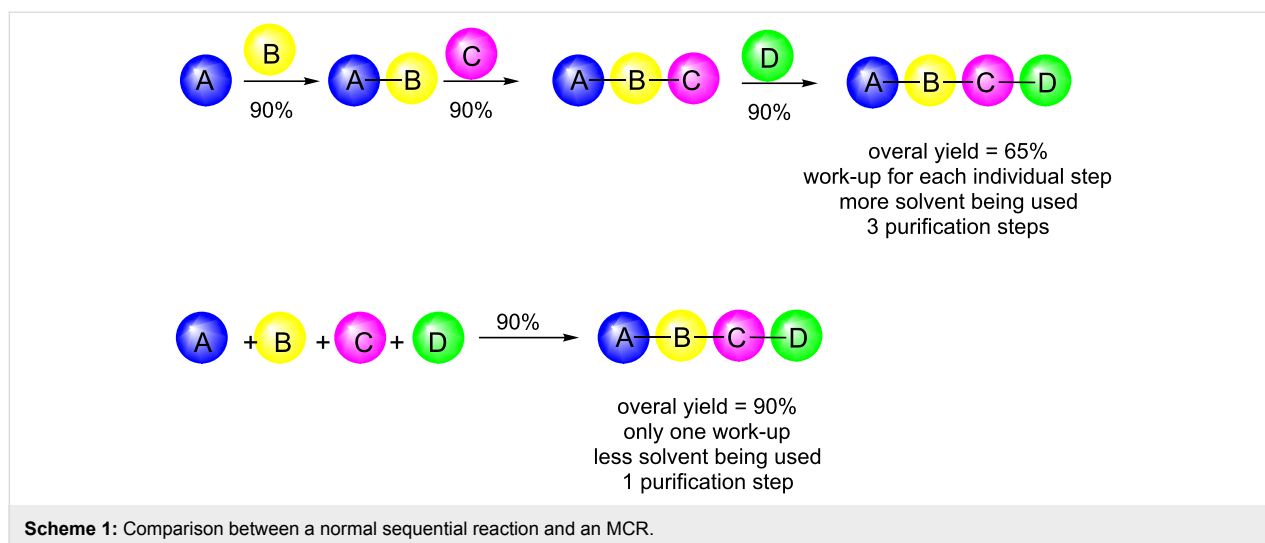 A B A B C A B C D A B C D
90% 90% 90%
overal yield = 65%
work-up for each individual step
more solvent being used
3 purification steps
A + B + C + D 90% A B C D
overal yield = 90%
only one work-up
less solvent being used
1 purification step
Scheme 1: Comparison between a normal sequential reaction and an MCR.